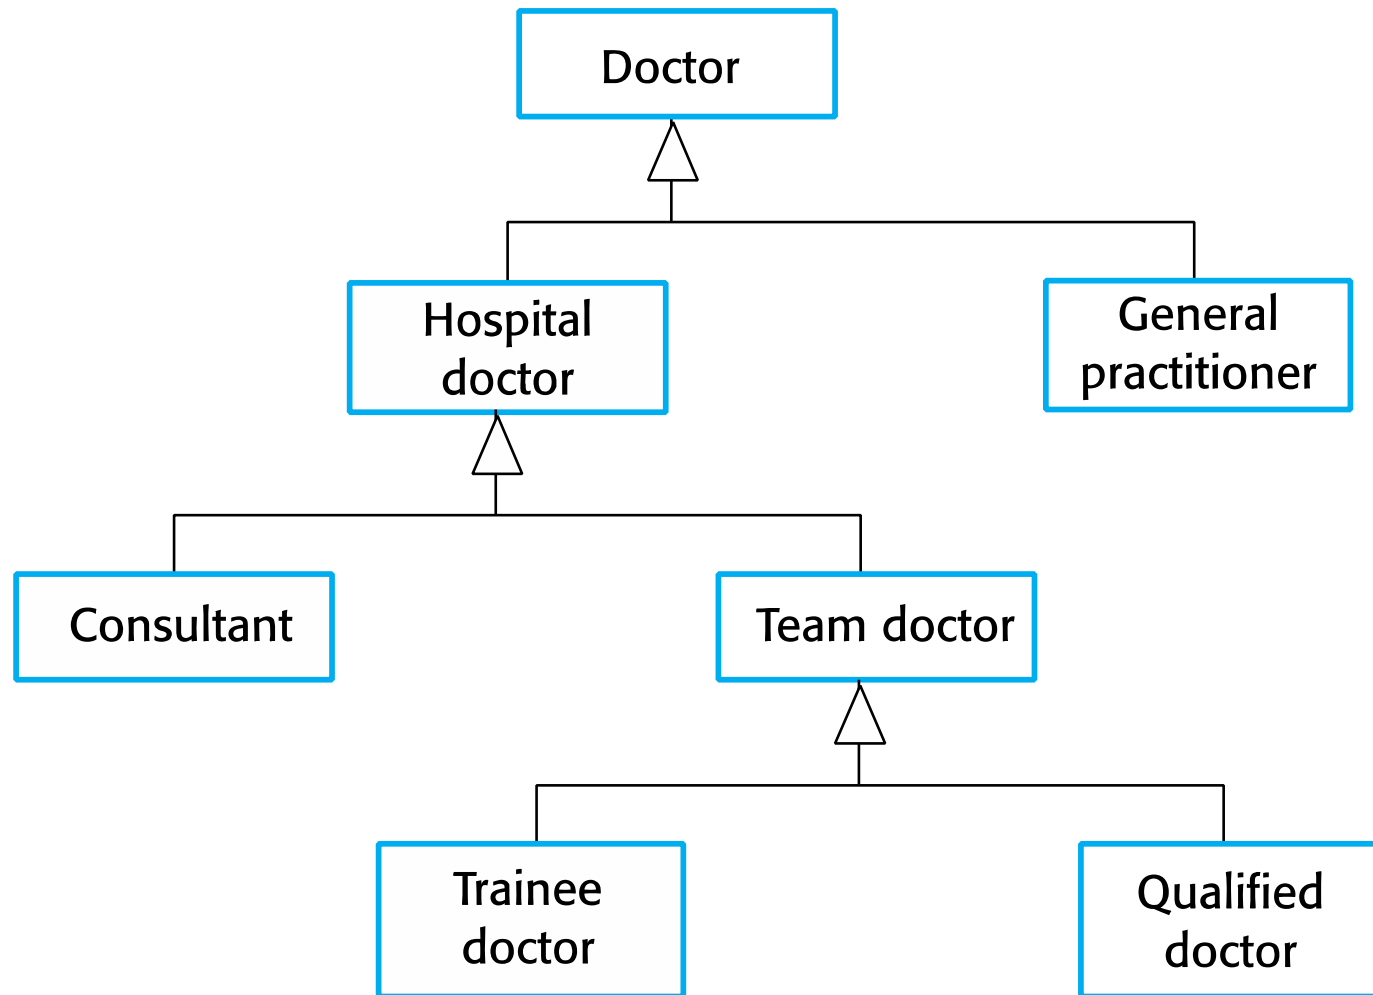 Doctor
Hospital
doctor
General
practitioner
Consultant
Team doctor
Trainee
doctor
Qualified
doctor